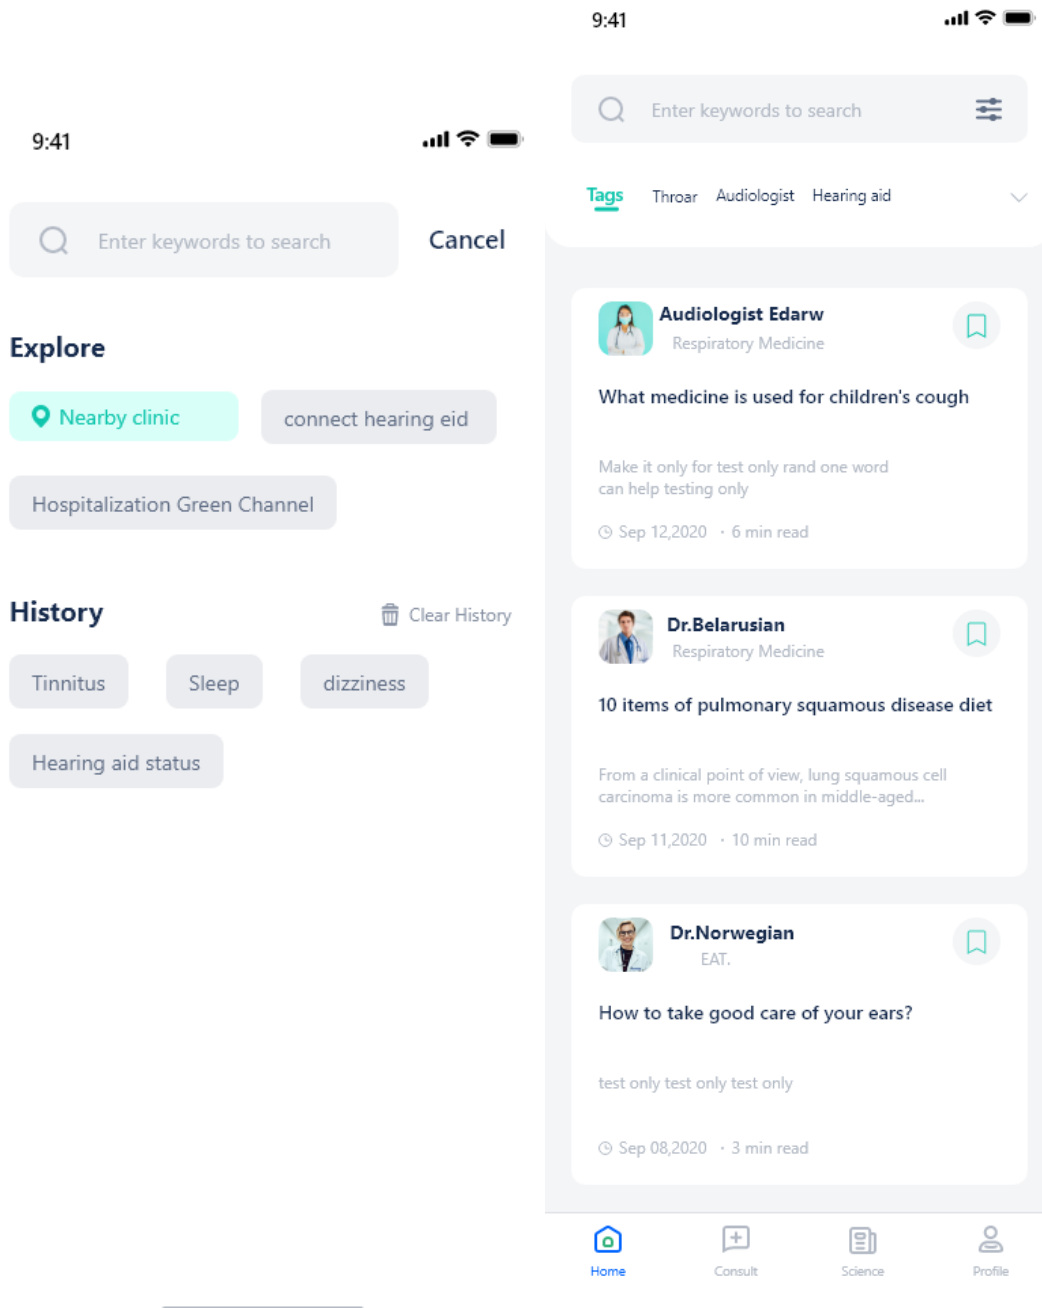 9:41
Enter keywords to search
Cancel
Explore
Nearby clinic
connect hearing eid
Hospitalization Green Channel
History
Clear History
Tinnitus
Sleep
dizziness
Hearing aid status
9:41
Enter keywords to search
Tags
Throar
Audiologist
Hearing aid
Audiologist Edarw
Respiratory Medicine
What medicine is used for children's cough
Make it only for test only rand one word
can help testing only
Sep 12,2020 · 6 min read
Dr.Belarusian
Respiratory Medicine
10 items of pulmonary squamous disease diet
From a clinical point of view, lung squamous cell
carcinoma is more common in middle-aged...
Sep 11,2020 · 10 min read
Dr.Norwegian
EAT.
How to take good care of your ears?
test only test only test only
Sep 08,2020 · 3 min read
Home
Consult
Science
Profile